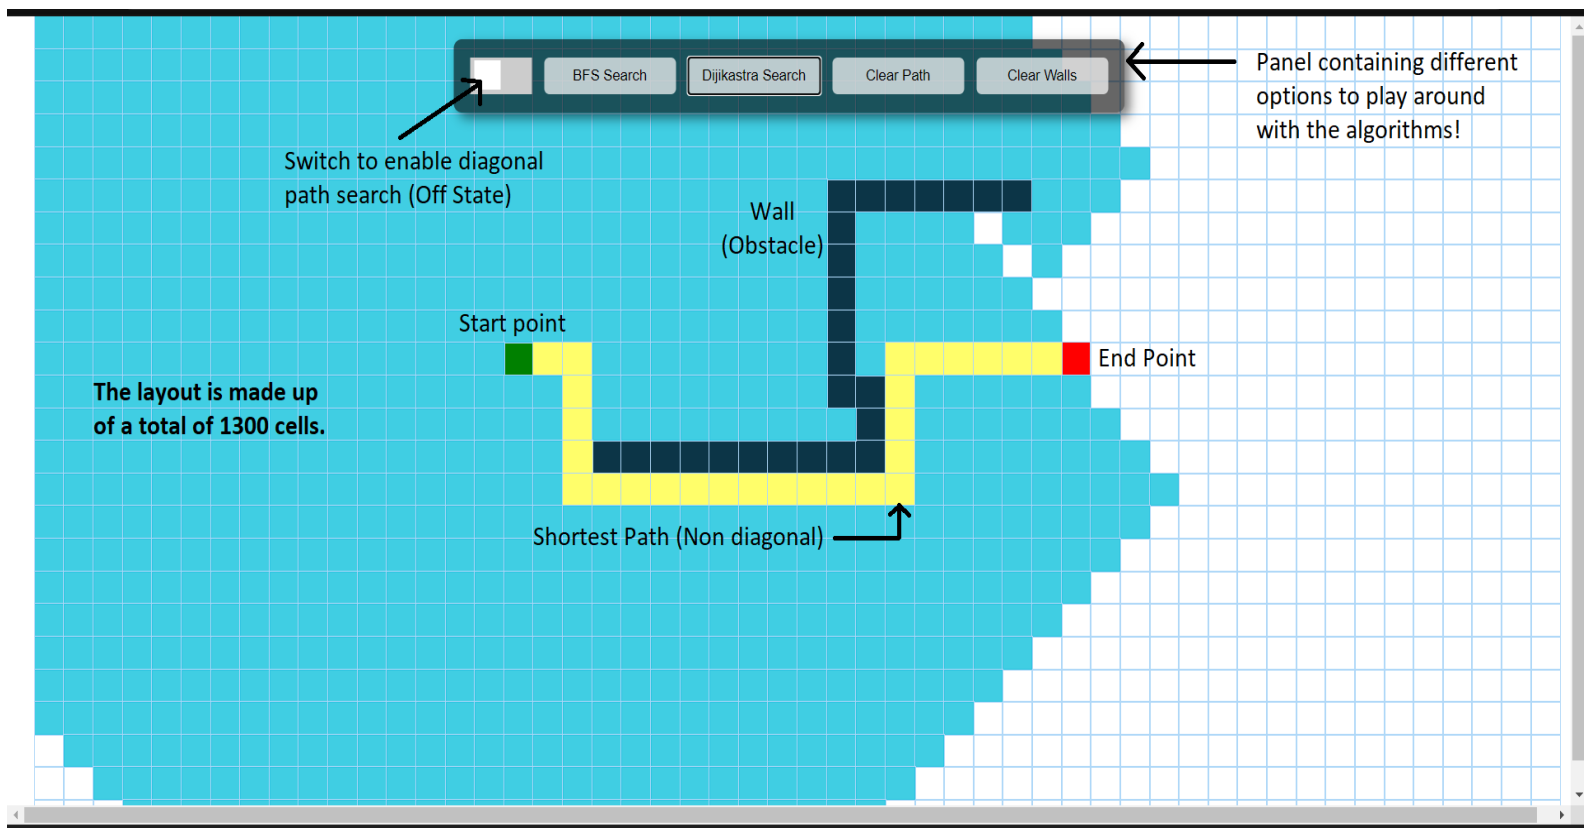 BFS Search
Dijikastra Search
Clear Path
Clear Walls
Panel containing different
options to play around
with the algorithms!
Switch to enable diagonal
path search (Off State)
Wall
(Obstacle)
Start point
End Point
The layout is made up
of a total of 1300 cells.
Shortest Path (Non diagonal)